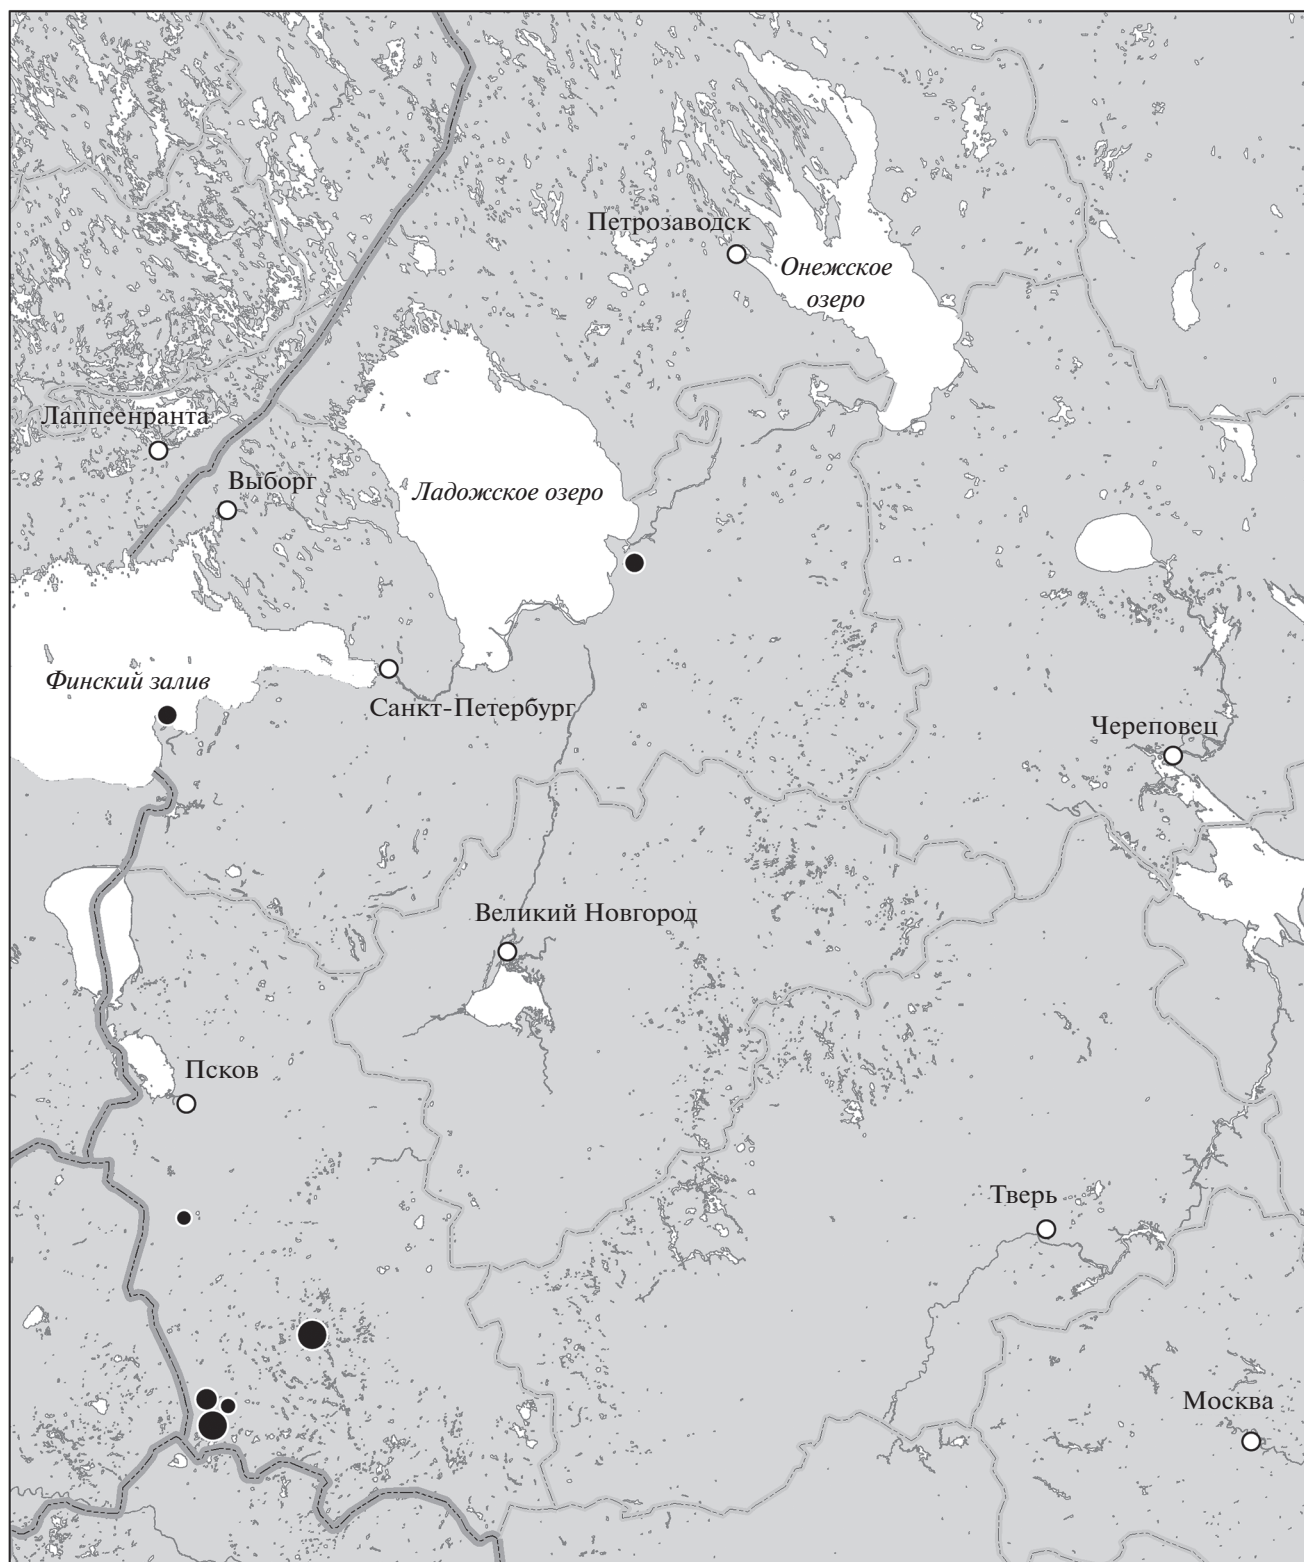 Петрозаводск
Онежское
озеро
Лаппеенранта
Выборг
Ладожское озеро
Финский залив
Санкт-Петербург
Череповец
Великий Новгород
Псков
Тверь
Москва